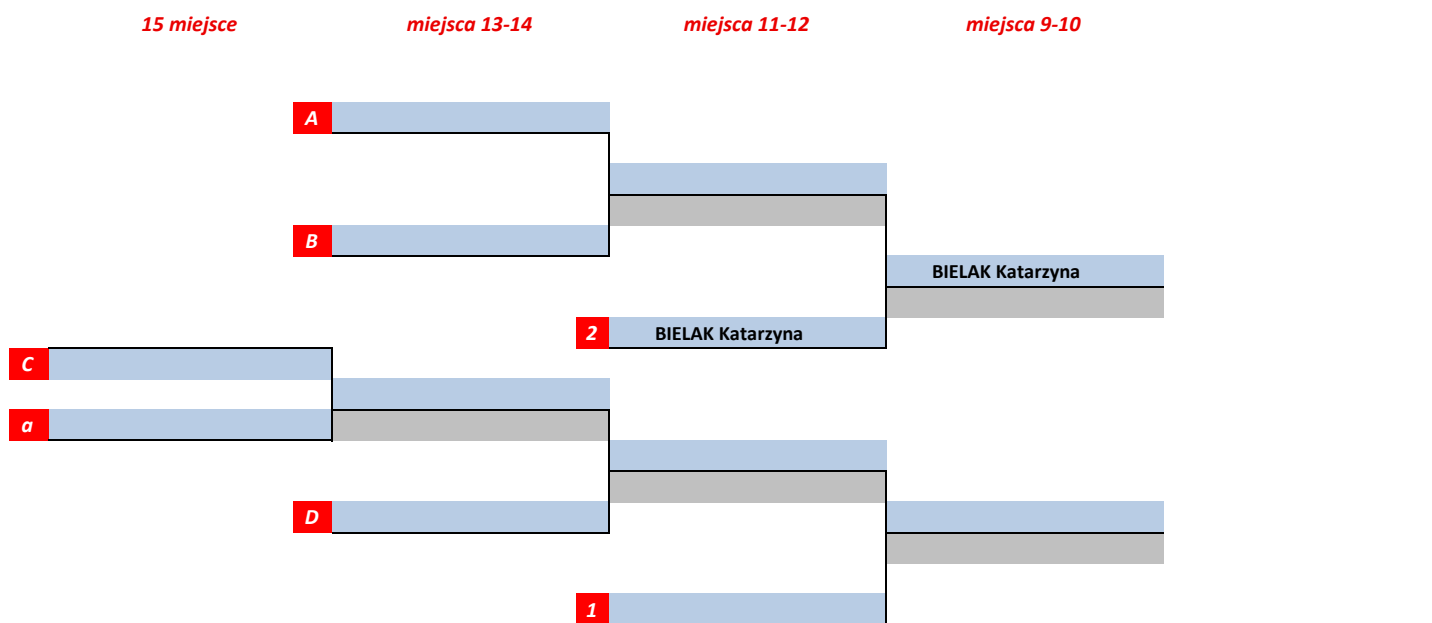 15 miejsce miejsca 13-14 miejsca 11-12 miejsca 9-10
A
B
BIELAK Katarzyna
2 BIELAK Katarzyna
C
a
D
1